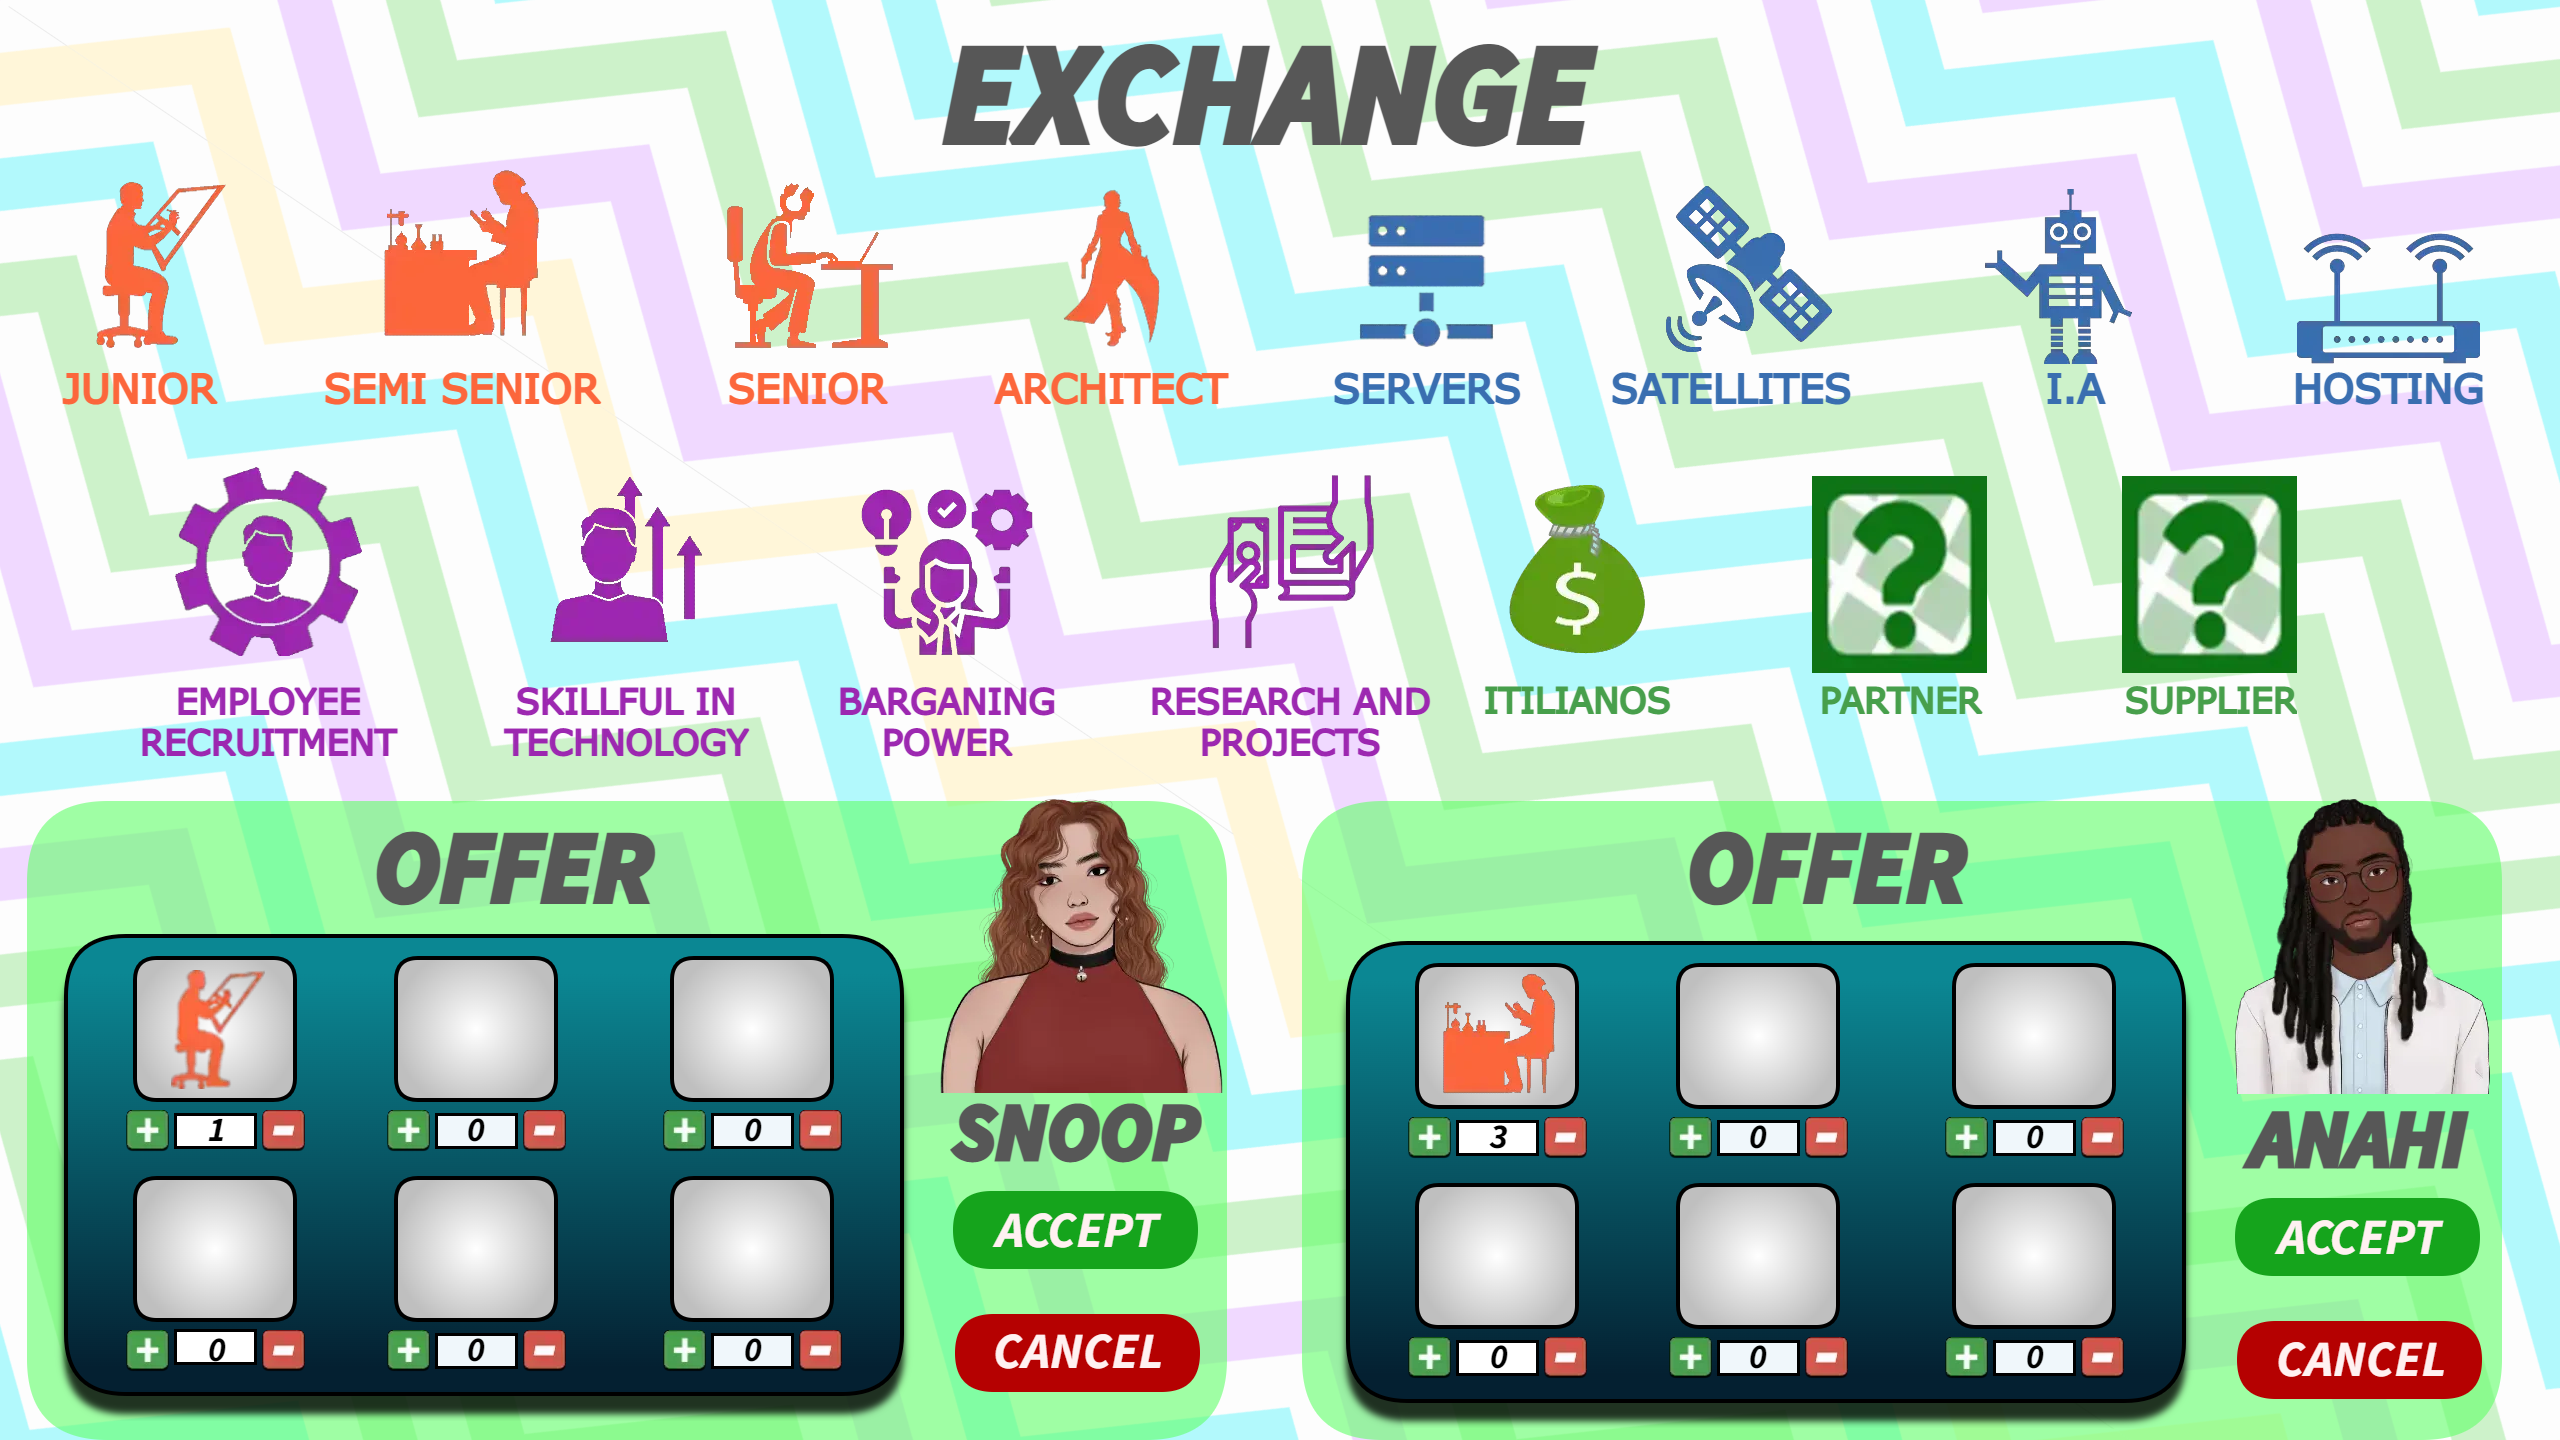 EXCHANGE
JUNIOR
SEMI SENIOR
SENIOR
ARCHITECT
SERVERS
SATELLITES
I.A
HOSTING
EMPLOYEE
RECRUITMENT
SKILLFUL IN
TECHNOLOGY
BARGANING
POWER
RESEARCH AND
PROJECTS
$
ITILIANOS
?
PARTNER
?
SUPPLIER
OFFER
+ 1 -
+ 0 -
+ 0 -
+ 0 -
+ 0 -
+ 0 -
SNOOP
ACCEPT
CANCEL
OFFER
+ 3 -
+ 0 -
+ 0 -
+ 0 -
+ 0 -
+ 0 -
ANAHI
ACCEPT
CANCEL